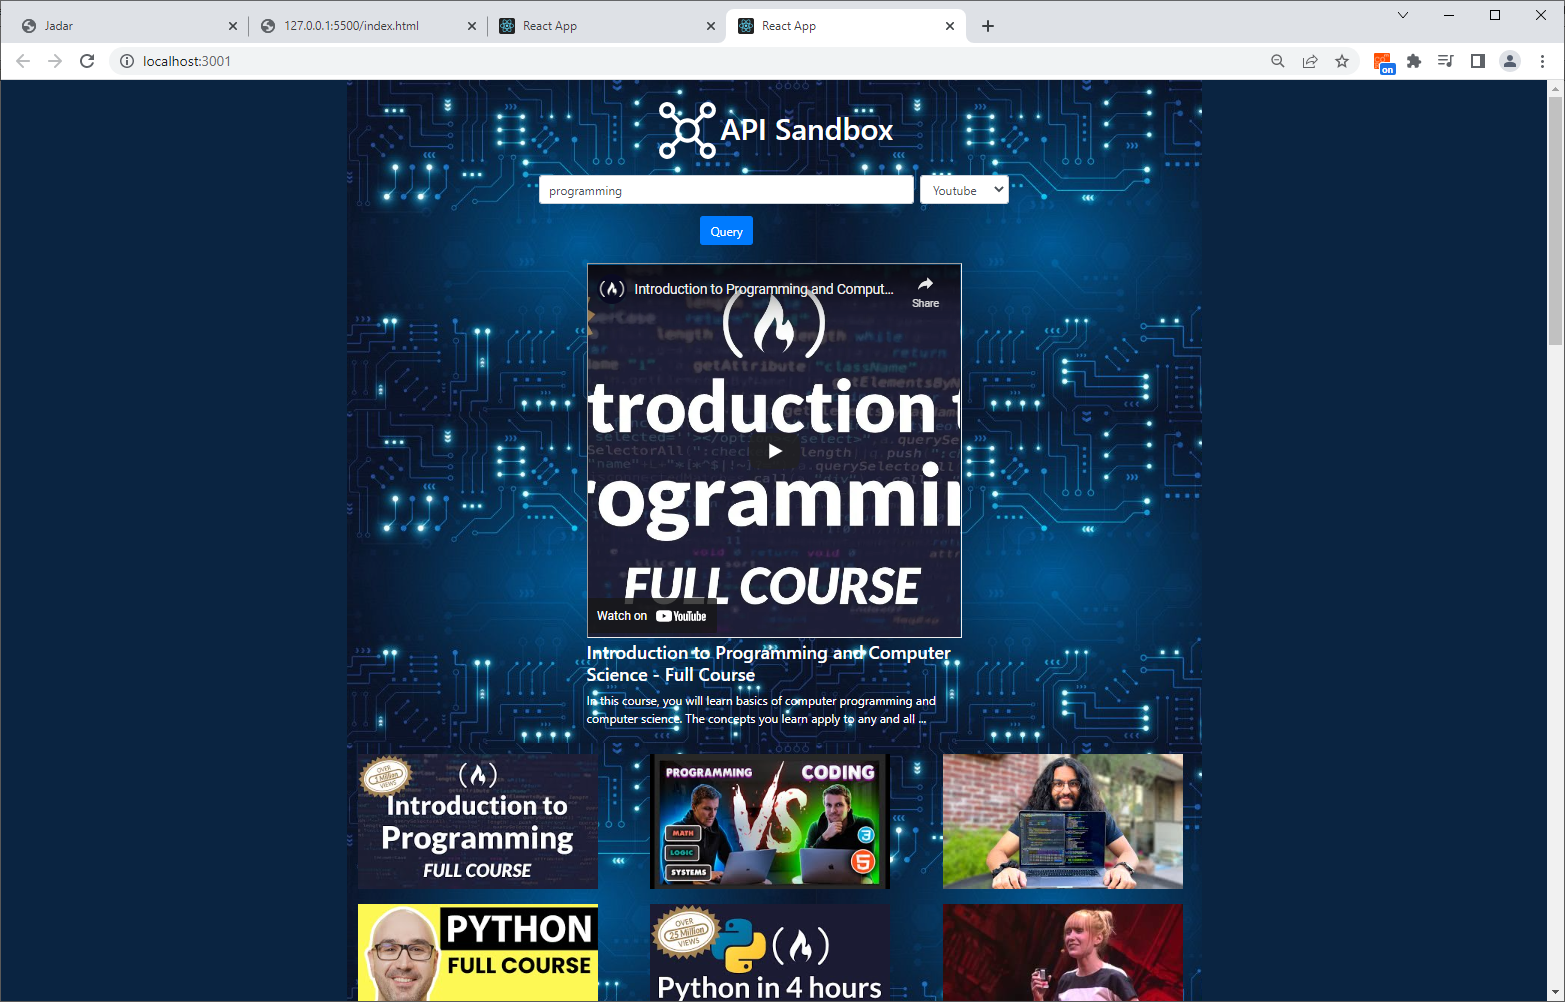 Jadar
127.0.0.1:5500/index.html
React App
React App
localhost:3001
on
API Sandbox
programming
Youtube
Query
Introduction to Programming and Comput...
Share
troduction t
rogrammin
FULL COURSE
Watch on YouTube
Introduction to Programming and Computer
Science - Full Course
In this course, you will learn basics of computer programming and
computer science. The concepts you learn apply to any and all ...
OVER
1 Million
VIEWS
Introduction to
Programming
FULL COURSE
PROGRAMMING
CODING
VS
MATH
LOGIC
SYSTEMS
3
5
PYTHON
FULL COURSE
OVER
25 Million
VIEWS
Python in 4 hours